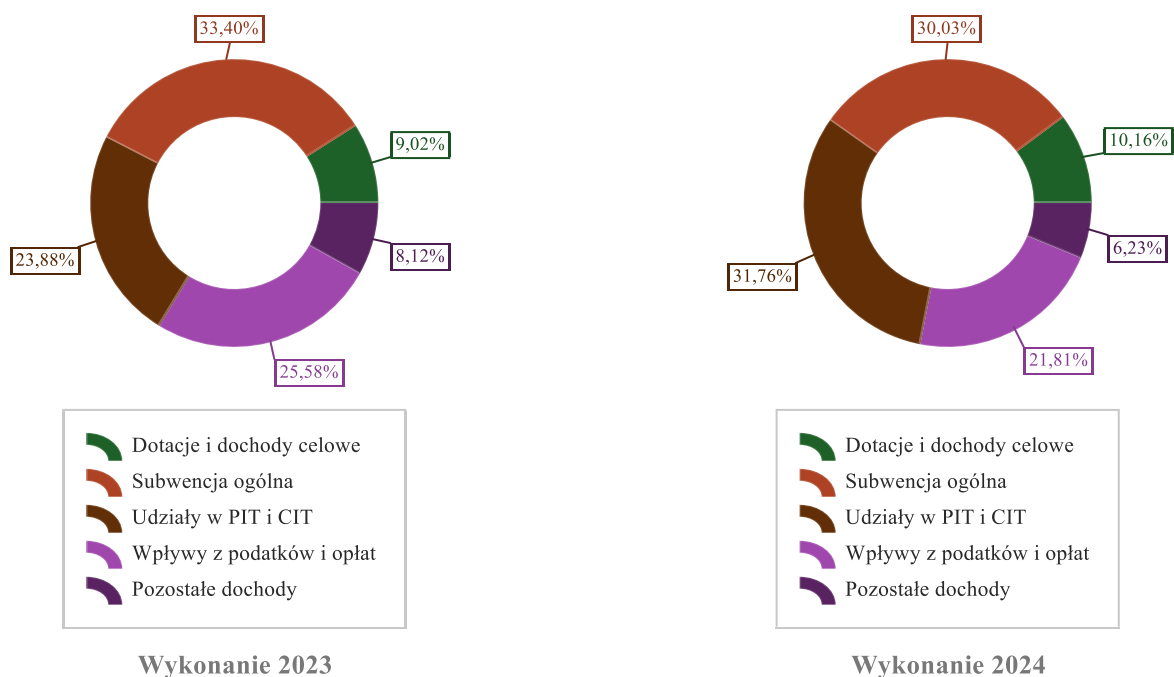 33,40%
9,02%
8,12%
25,58%
23,88%
Dotacje i dochody celowe
Subwencja ogólna
Udziały w PIT i CIT
Wpływy z podatków i opłat
Pozostałe dochody
Wykonanie 2023
30,03%
10,16%
6,23%
21,81%
31,76%
Dotacje i dochody celowe
Subwencja ogólna
Udziały w PIT i CIT
Wpływy z podatków i opłat
Pozostałe dochody
Wykonanie 2024